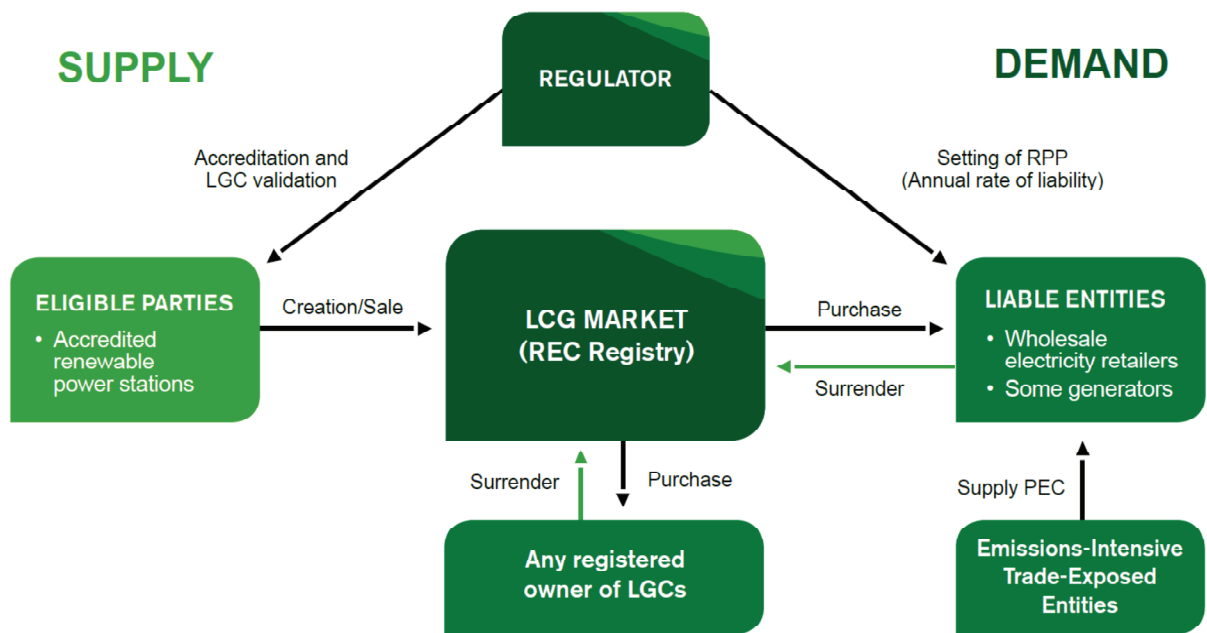 SUPPLY
REGULATOR
DEMAND
Accreditation and
LGC validation
Setting of RPP
(Annual rate of liability)
ELIGIBLE PARTIES
• Accredited
renewable
power stations
Creation/Sale
LCG MARKET
(REC Registry)
Purchase
Surrender
LIABLE ENTITIES
• Wholesale
electricity retailers
• Some generators
Surrender
Purchase
Supply PEC
Any registered
owner of LGCs
Emissions-Intensive
Trade-Exposed
Entities